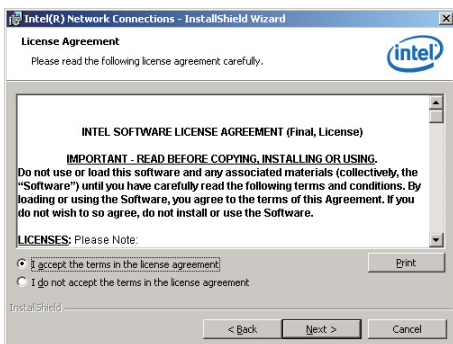 Intel(R) Network Connections - InstallShield Wizard
License Agreement
Please read the following license agreement carefully.
intel
INTEL SOFTWARE LICENSE AGREEMENT (Final, License)
IMPORTANT - READ BEFORE COPYING, INSTALLING OR USING.
Do not use or load this software and any associated materials (collectively, the
"Software") until you have carefully read the following terms and conditions. By
loading or using the Software, you agree to the terms of this Agreement. If you
do not wish to so agree, do not install or use the Software.
LICENSES: Please Note:
I accept the terms in the license agreement
Print
I do not accept the terms in the license agreement
InstallShield
< Back
Next >
Cancel